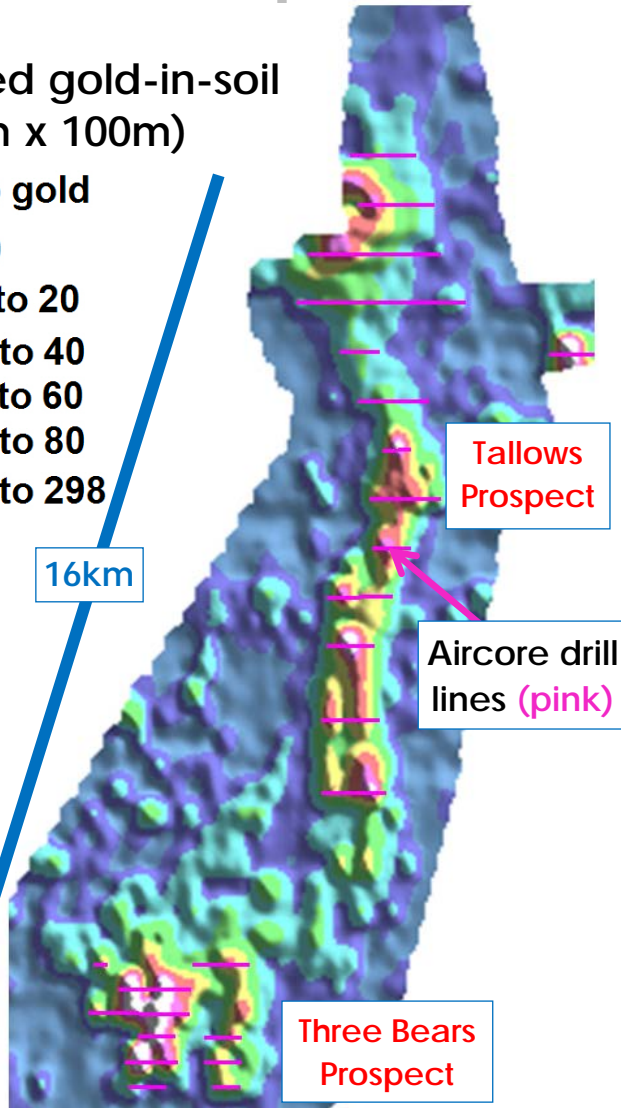 gold-in-soil
x 100m)
gold
to 20
to 40
to 60
to 80
to 298
16km
Tallows
Prospect
Aircore drill
lines (pink)
Three Bears
Prospect